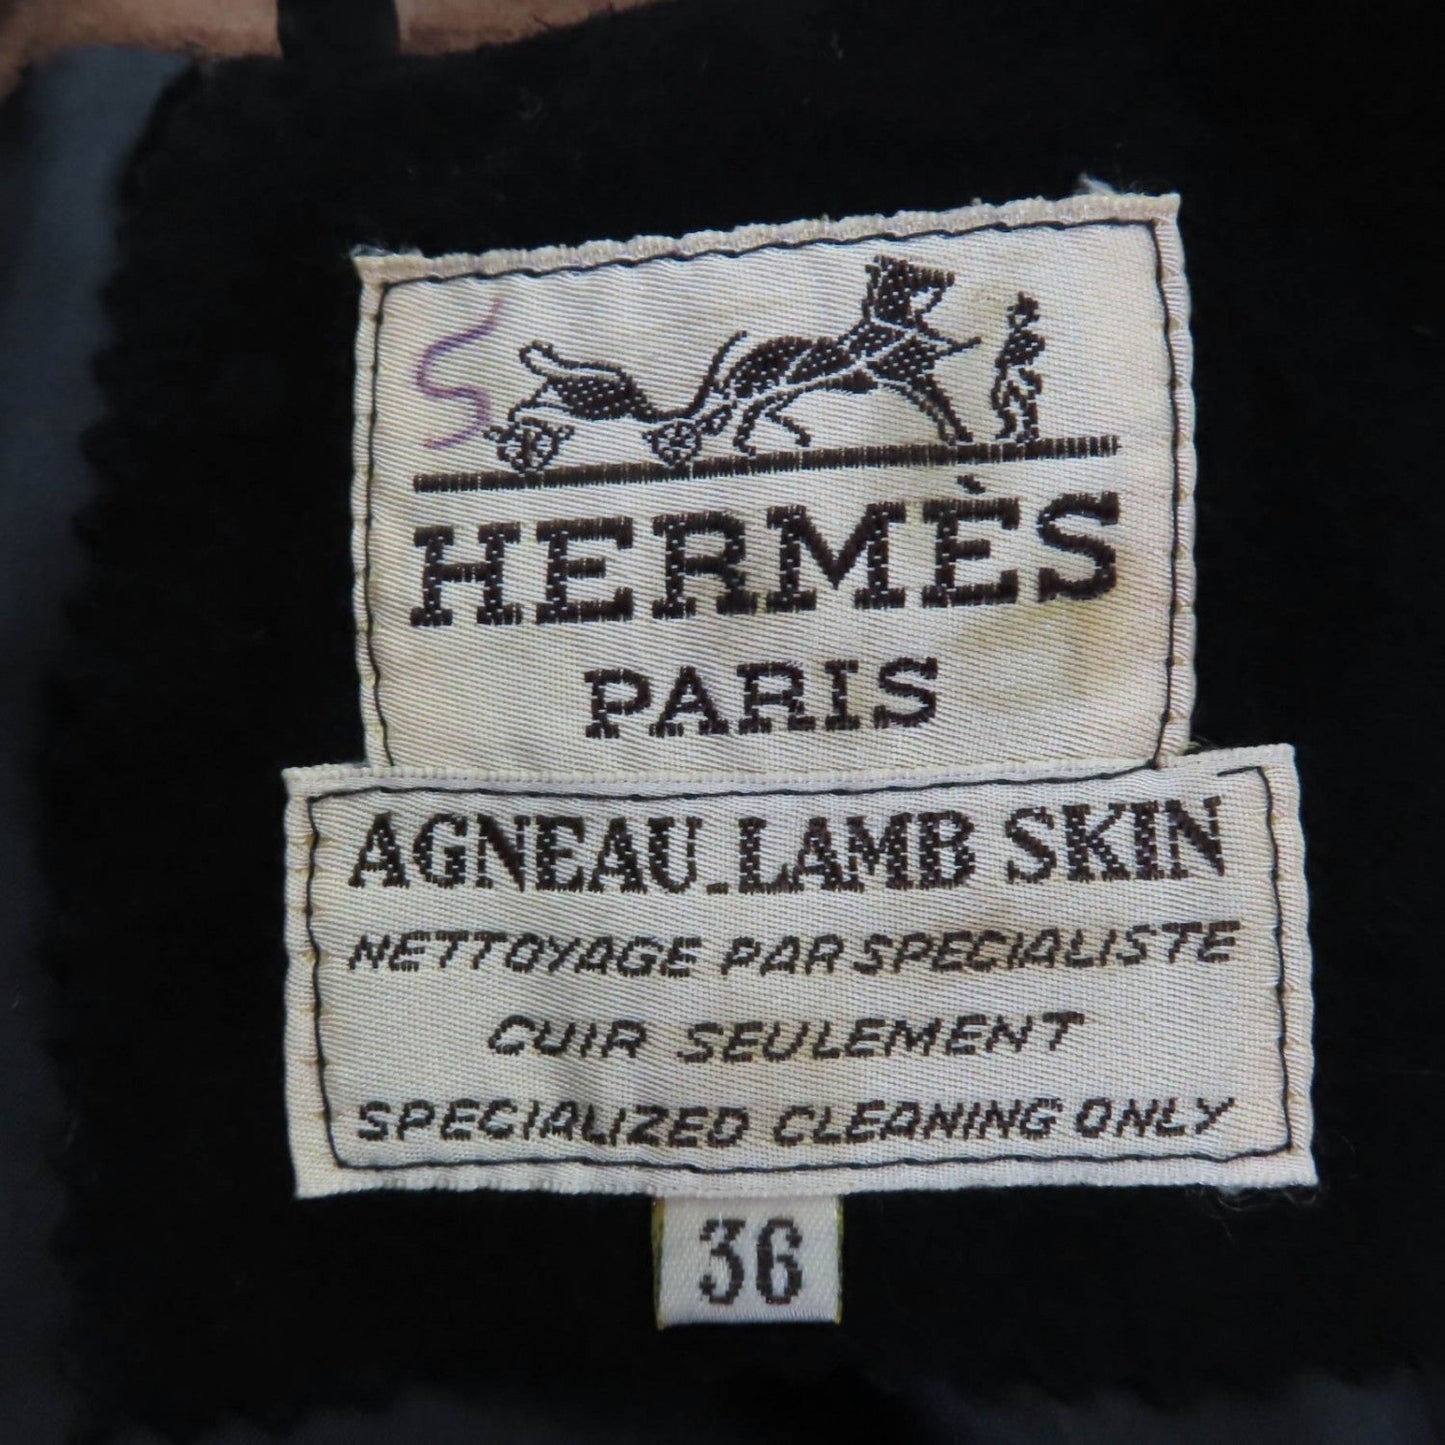 S
HERMÈS
PARIS
AGNEAU_LAMB SKIN
NETTOYAGE PAR SPECIALISTE
CUIR SEULEMENT
SPECIALIZED CLEANING ONLY
36